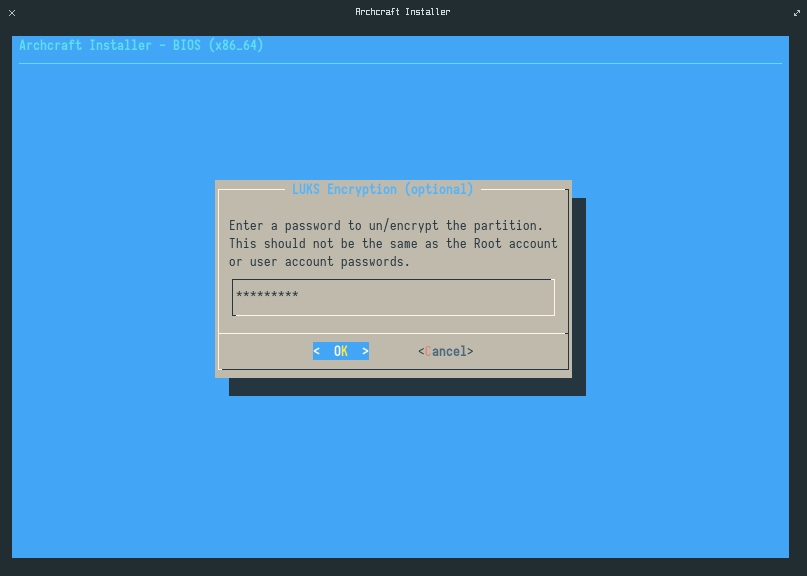 Archcraft Installer
Archcraft Installer - BIOS (x86_64)
LUKS Encryption (optional)
Enter a password to un/encrypt the partition.
This should not be the same as the Root account
or user account passwords.
*********
<  OK  > <Cancel>